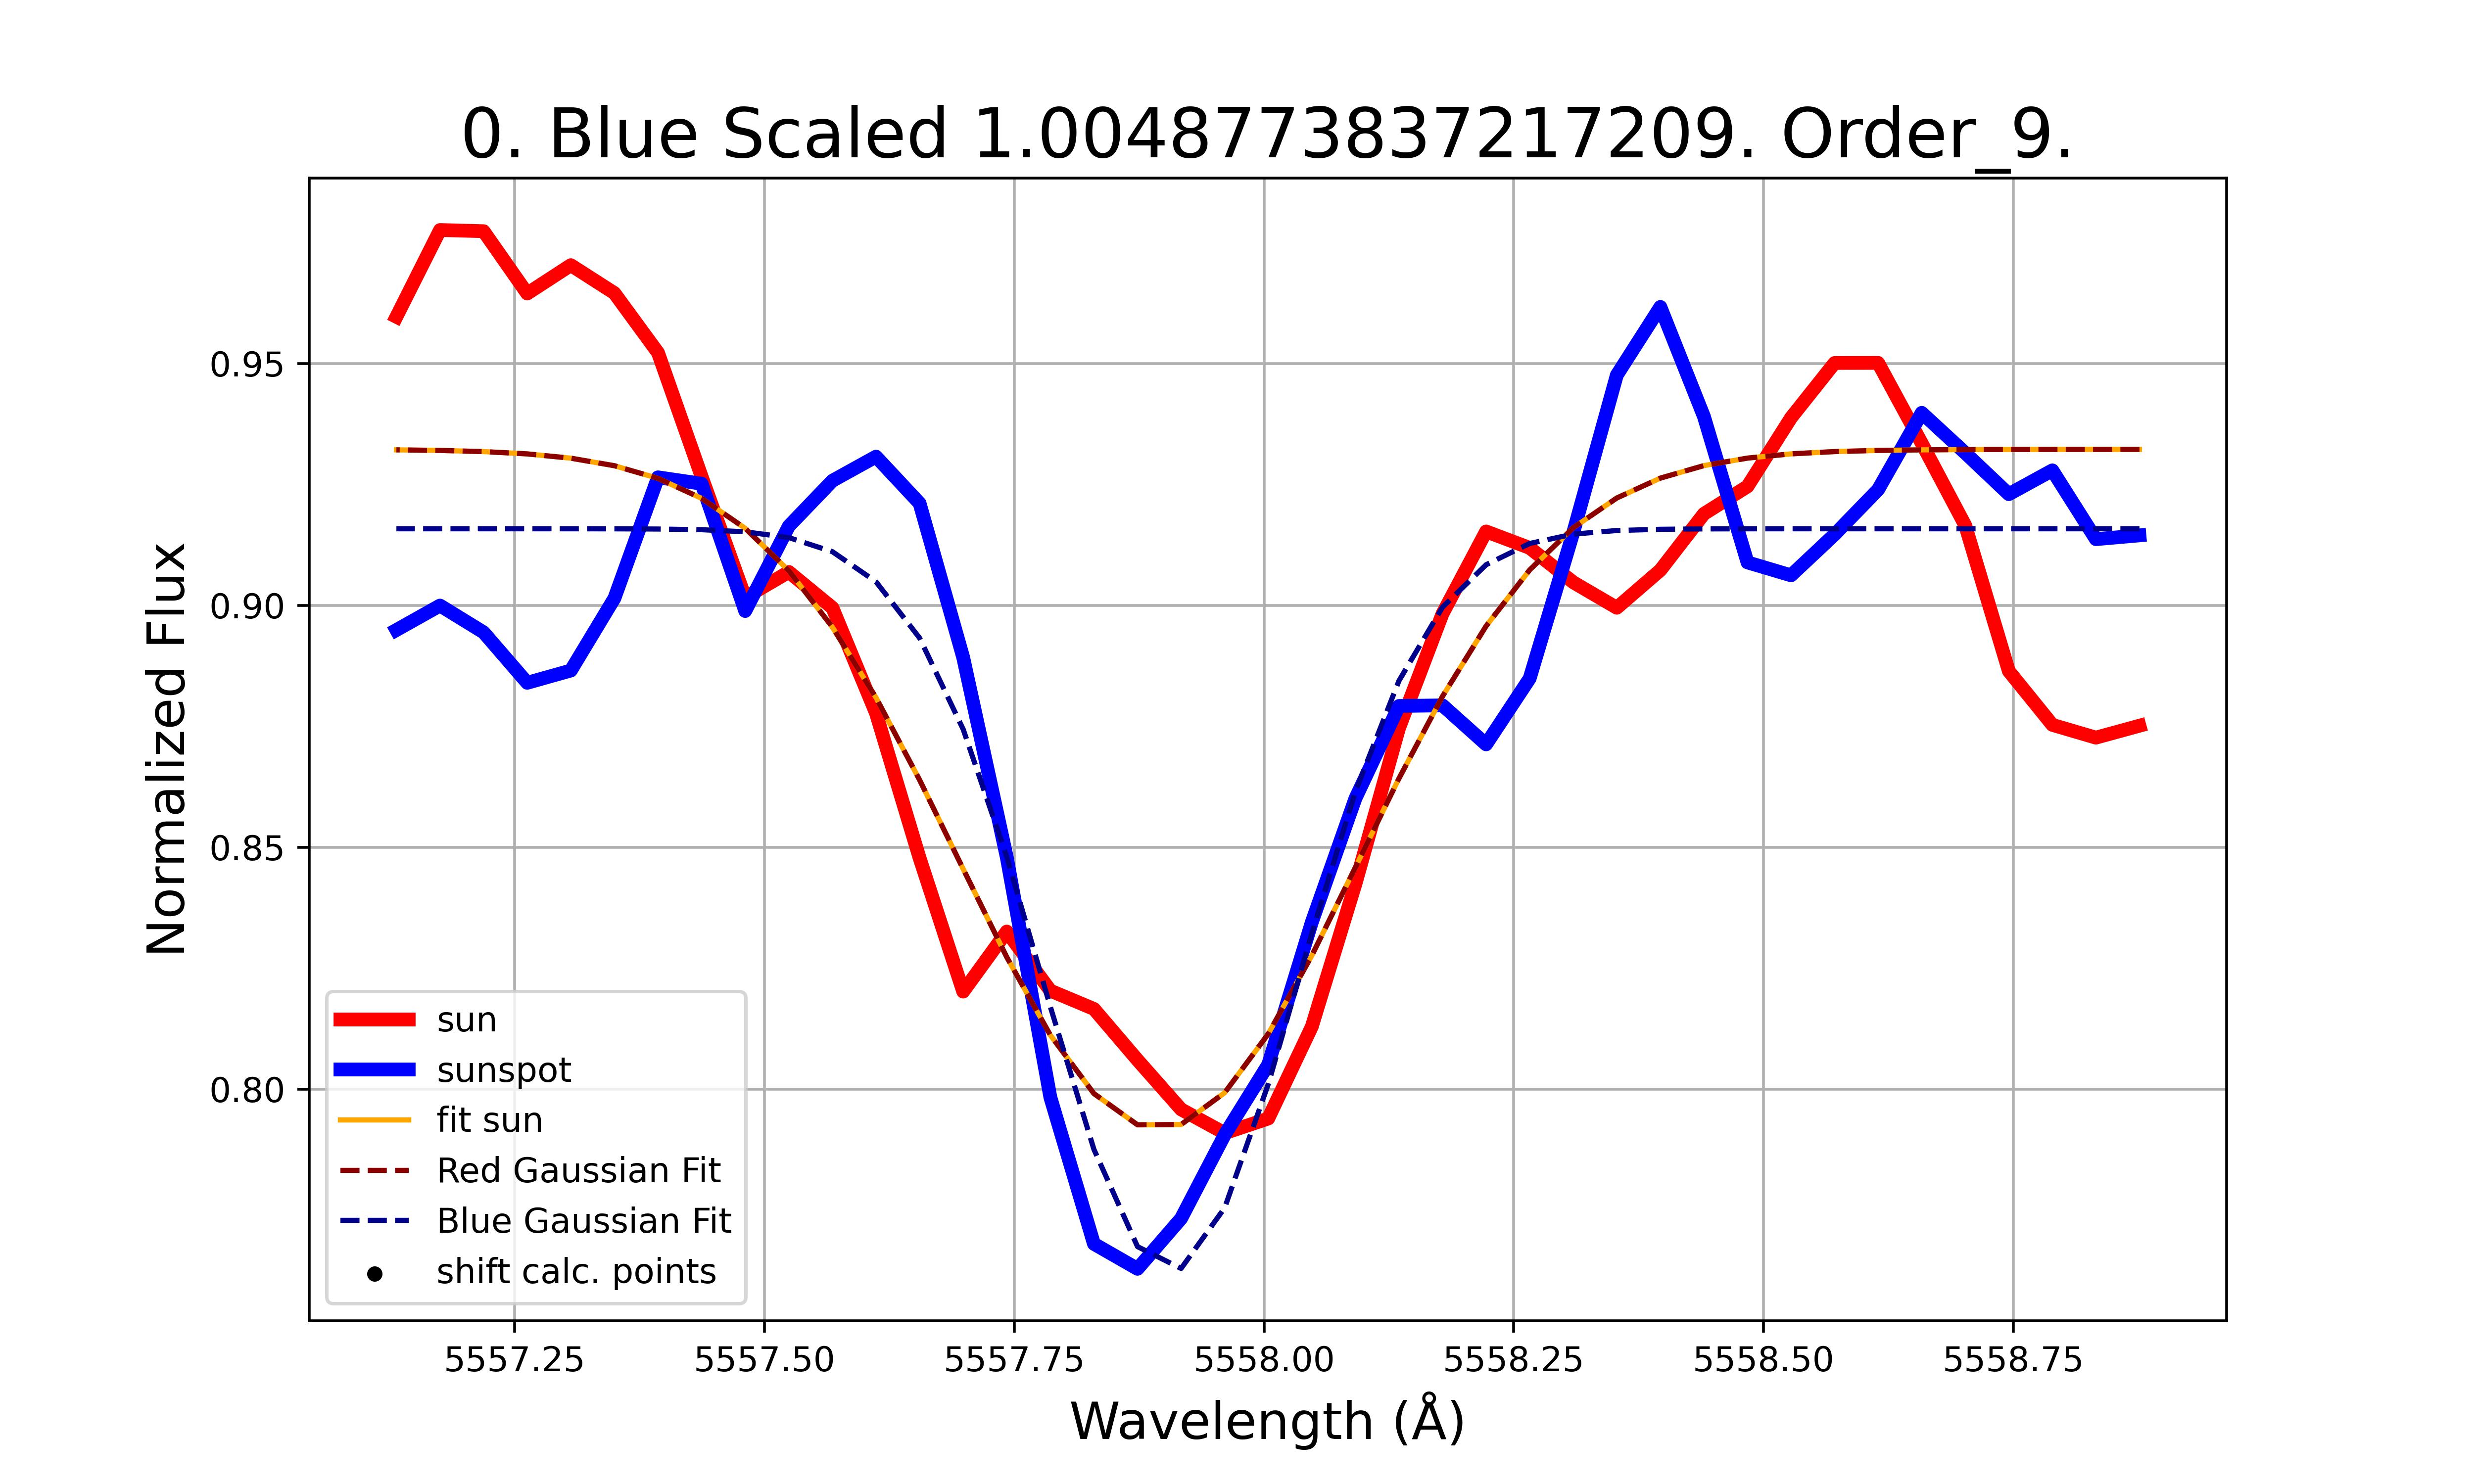 0. Blue Scaled 1.0048773837217209. Order_9.
Normalized Flux
0.95
0.90
0.85
0.80
sun
sunspot
fit sun
Red Gaussian Fit
Blue Gaussian Fit
shift calc. points
5557.25
5557.50
5557.75
5558.00
5558.25
5558.50
5558.75
Wavelength (Å)